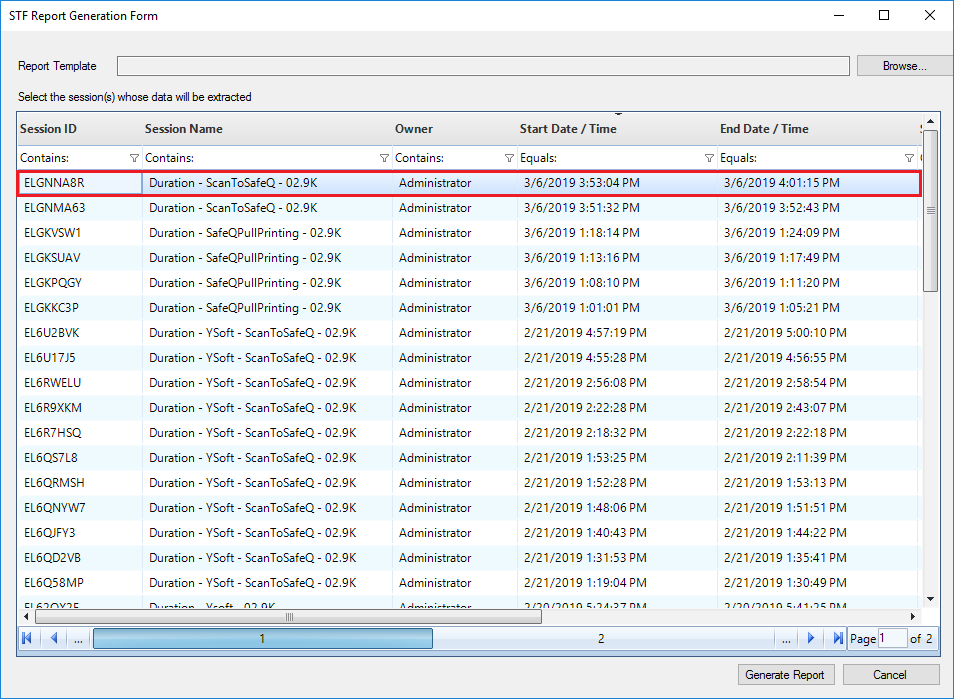 STF Report Generation Form
Report Template Browse...
Select the session(s) whose data will be extracted
Session ID Session Name Owner Start Date / Time End Date / Time
Contains: Contains: Contains: Equals: Equals:
ELGNNA8R Duration - ScanToSafeQ - 02.9K Administrator 3/6/2019 3:53:04 PM 3/6/2019 4:01:15 PM
ELGNMA63 Duration - ScanToSafeQ - 02.9K Administrator 3/6/2019 3:51:32 PM 3/6/2019 3:52:43 PM
ELGKVSW1 Duration - SafeQPullPrinting - 02.9K Administrator 3/6/2019 1:18:14 PM 3/6/2019 1:24:09 PM
ELGKSUAV Duration - SafeQPullPrinting - 02.9K Administrator 3/6/2019 1:13:16 PM 3/6/2019 1:17:49 PM
ELGKPQGY Duration - SafeQPullPrinting - 02.9K Administrator 3/6/2019 1:08:10 PM 3/6/2019 1:11:20 PM
ELGKKC3P Duration - SafeQPullPrinting - 02.9K Administrator 3/6/2019 1:01:01 PM 3/6/2019 1:05:21 PM
EL6U2BVK Duration - YSoft - ScanToSafeQ - 02.9K Administrator 2/21/2019 4:57:19 PM 2/21/2019 5:00:10 PM
EL6U17J5 Duration - YSoft - ScanToSafeQ - 02.9K Administrator 2/21/2019 4:55:28 PM 2/21/2019 4:56:55 PM
EL6RWELU Duration - YSoft - ScanToSafeQ - 02.9K Administrator 2/21/2019 2:56:08 PM 2/21/2019 2:58:54 PM
EL6R9XKM Duration - YSoft - ScanToSafeQ - 02.9K Administrator 2/21/2019 2:22:28 PM 2/21/2019 2:43:07 PM
EL6R7HSQ Duration - YSoft - ScanToSafeQ - 02.9K Administrator 2/21/2019 2:18:32 PM 2/21/2019 2:22:18 PM
EL6QS7L8 Duration - YSoft - ScanToSafeQ - 02.9K Administrator 2/21/2019 1:53:25 PM 2/21/2019 2:11:39 PM
EL6QRMSH Duration - YSoft - ScanToSafeQ - 02.9K Administrator 2/21/2019 1:52:28 PM 2/21/2019 1:53:13 PM
EL6QNYW7 Duration - YSoft - ScanToSafeQ - 02.9K Administrator 2/21/2019 1:48:06 PM 2/21/2019 1:51:51 PM
EL6QJFY3 Duration - YSoft - ScanToSafeQ - 02.9K Administrator 2/21/2019 1:40:43 PM 2/21/2019 1:44:22 PM
EL6QD2VB Duration - YSoft - ScanToSafeQ - 02.9K Administrator 2/21/2019 1:31:53 PM 2/21/2019 1:35:41 PM
EL6Q58MP Duration - YSoft - ScanToSafeQ - 02.9K Administrator 2/21/2019 1:19:04 PM 2/21/2019 1:30:49 PM
Duration - Ysoft - 02.9K Administrator 2/20/2019 5:24:37 PM 2/20/2019 5:41:25 PM
... 1 2 ... Page 1 of 2
Generate Report Cancel